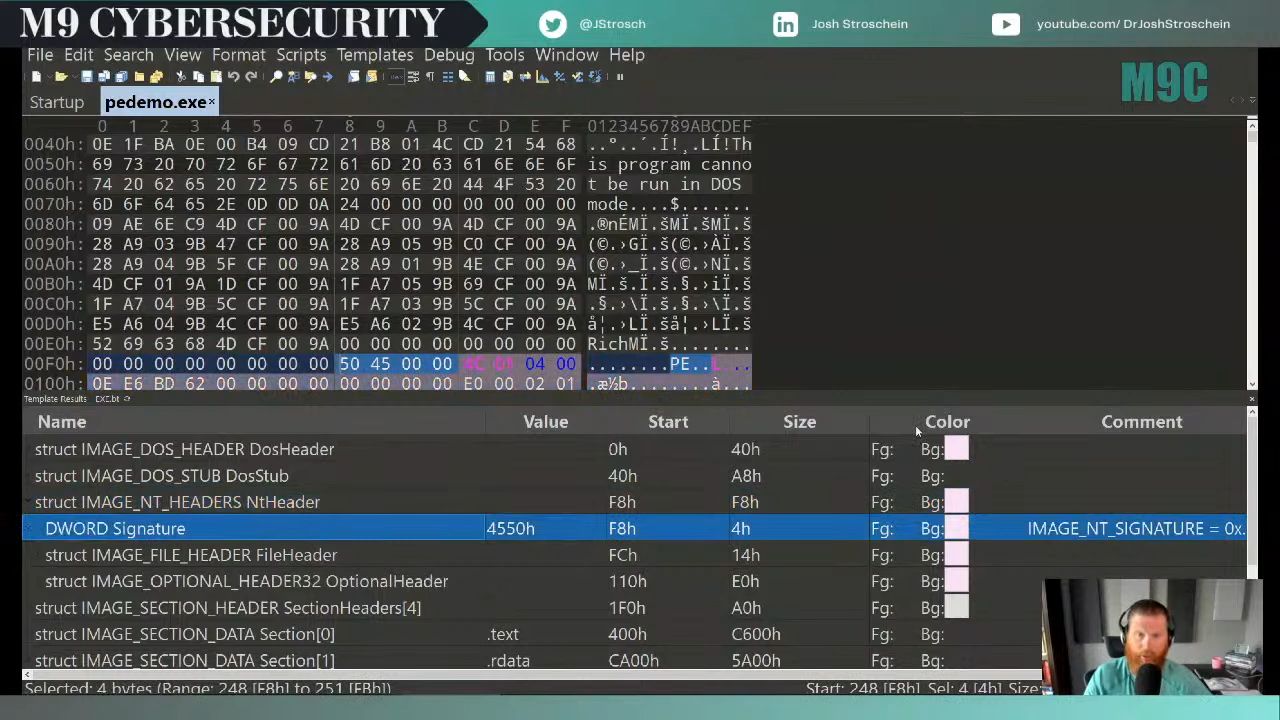 M9 CYBERSECURITY
@JStrosch
Josh Stroschein
youtube.com/ DrJoshStroschein
File Edit Search View Format Scripts Templates Debug Tools Window Help
M9C
Startup pedemo.exe×
0 1 2 3 4 5 6 7 8 9 A B C D E F 0123456789ABCDEF
0040h: 0E 1F BA 0E 00 B4 09 CD 21 B8 01 4C CD 21 54 68 ..º..´.Í!¸.LÍ!Th
0050h: 69 73 20 70 72 6F 67 72 61 6D 20 63 61 6E 6E 6F is program canno
0060h: 74 20 62 65 20 72 75 6E 20 69 6E 20 44 4F 53 20 t be run in DOS
0070h: 6D 6F 64 65 2E 0D 0D 0A 24 00 00 00 00 00 00 00 mode....$.......
0080h: 09 AE 6E C9 4D CF 00 9A 4D CF 00 9A 4D CF 00 9A .®nÉMÏ.šMÏ.šMÏ.š
0090h: 28 A9 03 9B 47 CF 00 9A 28 A9 05 9B C0 CF 00 9A (©.›GÏ.š(©.›ÀÏ.š
00A0h: 28 A9 04 9B 5F CF 00 9A 28 A9 01 9B 4E CF 00 9A (©.›_Ï.š(©.›NÏ.š
00B0h: 4D CF 01 9A 1D CF 00 9A 1F A7 05 9B 69 CF 00 9A MÏ.š.Ï.š.§.›iÏ.š
00C0h: 1F A7 04 9B 5C CF 00 9A 1F A7 03 9B 5C CF 00 9A .§.›\Ï.š.§.›\Ï.š
00D0h: E5 A6 04 9B 4C CF 00 9A E5 A6 02 9B 4C CF 00 9A å¦.›LÏ.šå¦.›LÏ.š
00E0h: 52 69 63 68 4D CF 00 9A 00 00 00 00 00 00 00 00 RichMÏ.š........
00F0h: 00 00 00 00 00 00 00 00 50 45 00 00 4C 01 04 00 ........PE..L...
0100h: 0E E6 BD 62 00 00 00 00 00 00 00 00 E0 00 02 01 .æ½b........à...
Template Results EXE.bt
Name Value Start Size Color Comment
struct IMAGE_DOS_HEADER DosHeader 0h 40h Fg: Bg:
struct IMAGE_DOS_STUB DosStub 40h A8h Fg: Bg:
struct IMAGE_NT_HEADERS NtHeader F8h F8h Fg: Bg:
DWORD Signature 4550h F8h 4h Fg: Bg: IMAGE_NT_SIGNATURE = 0x.
struct IMAGE_FILE_HEADER FileHeader FCh 14h Fg: Bg:
struct IMAGE_OPTIONAL_HEADER32 OptionalHeader 110h E0h Fg: Bg:
struct IMAGE_SECTION_HEADER SectionHeaders[4] 1F0h A0h Fg: Bg:
struct IMAGE_SECTION_DATA Section[0] .text 400h C600h Fg: Bg:
struct IMAGE_SECTION_DATA Section[1] .rdata CA00h 5A00h Fg: Bg:
Selected: 4 bytes (Range: 248 [F8h] to 251 [FBh]) Start: 248 [F8h] Sel: 4 [4h] Size: